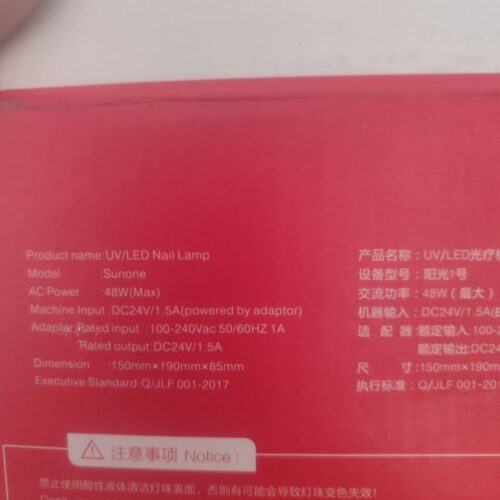 Product name:UV/LED Nail Lamp
Model :Sunone
AC Power :48W(Max)
Machine Input :DC24V/1.5A(powered by adaptor)
Adapter Rated input :100-240Vac 50/60HZ 1A
Rated output:DC24V/1.5A
Dimension :150mm×190mm×85mm
Executive Standard:Q/JLF 001-2017
产品名称：UV/LED光疗
设备型号：阳光1号
交流功率：48W（最大）
机器输入：DC24V/1.5A
适 配 器:额定输入:100-
额定输出:DC24
尺 寸:150mm×190mm
执行标准：Q/JLF 001-201
注意事项 Notice :
禁止使用酸性液体清洁灯珠表面，否则有可能会导致灯珠变色失效!